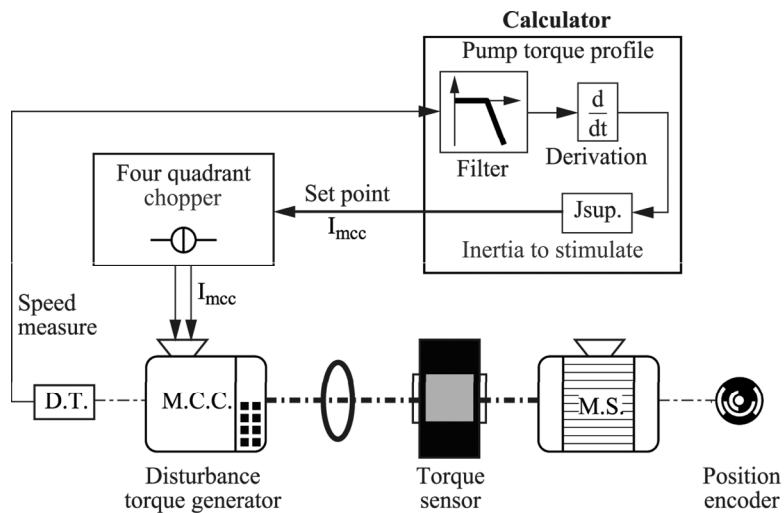 Calculator
Pump torque profile
d
dt
Filter
Derivation
Four quadrant
chopper
Set point
Imcc
Jsup.
Inertia to stimulate
Imcc
Speed
measure
D.T.
M.C.C.
M.S.
Disturbance
torque generator
Torque
sensor
Position
encoder